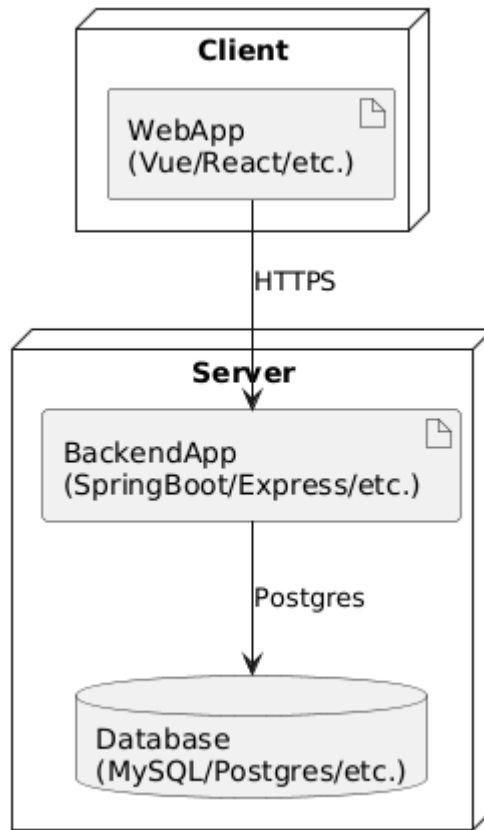 Client
WebApp
(Vue/React/etc.)
HTTPS
Server
BackendApp
(SpringBoot/Express/etc.)
Postgres
Database
(MySQL/Postgres/etc.)